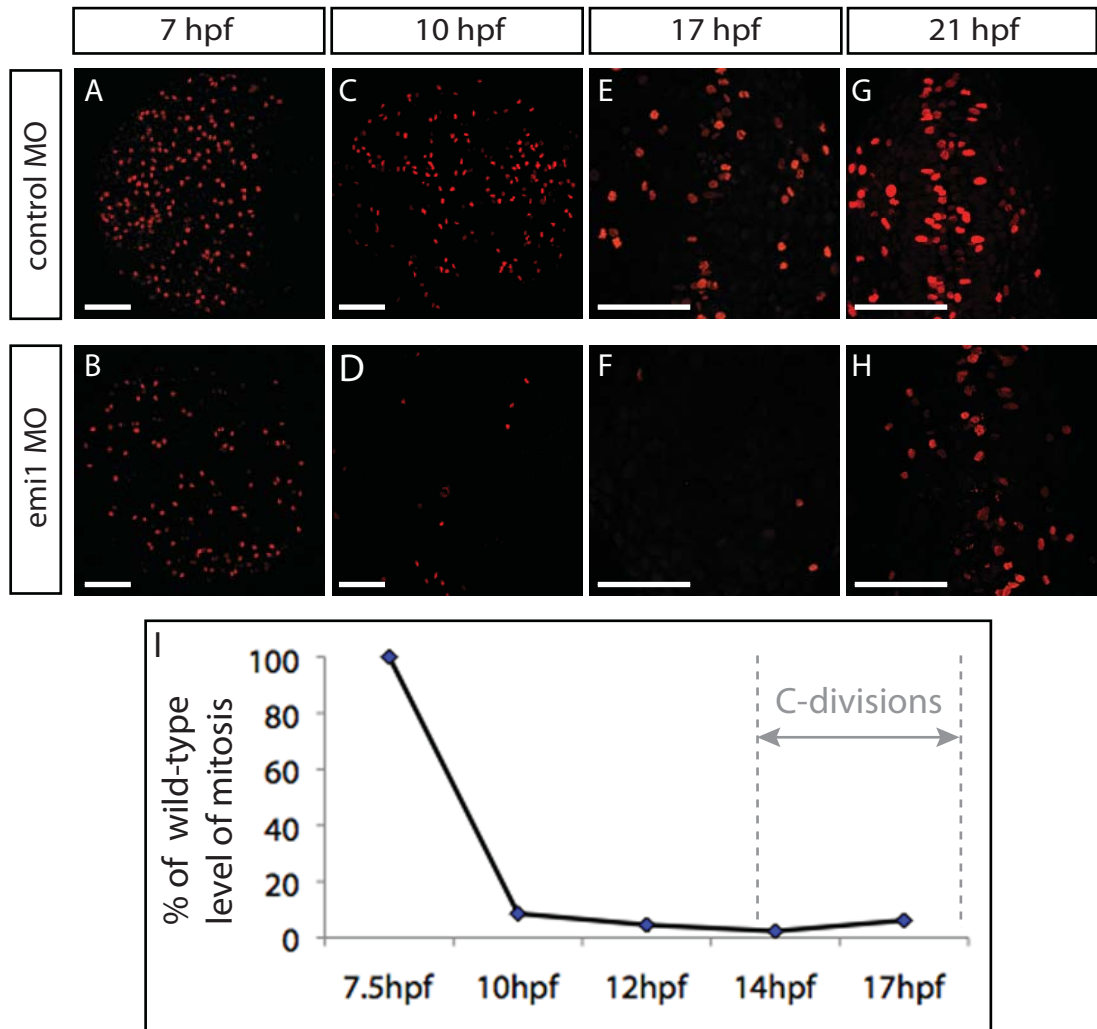 7 hpf
10 hpf
17 hpf
21 hpf
control MO
A
C
E
G
emi1 MO
B
D
F
H
I
% of wild-type
level of mitosis
100
80
60
40
20
0
C-divisions
7.5hpf
10hpf
12hpf
14hpf
17hpf